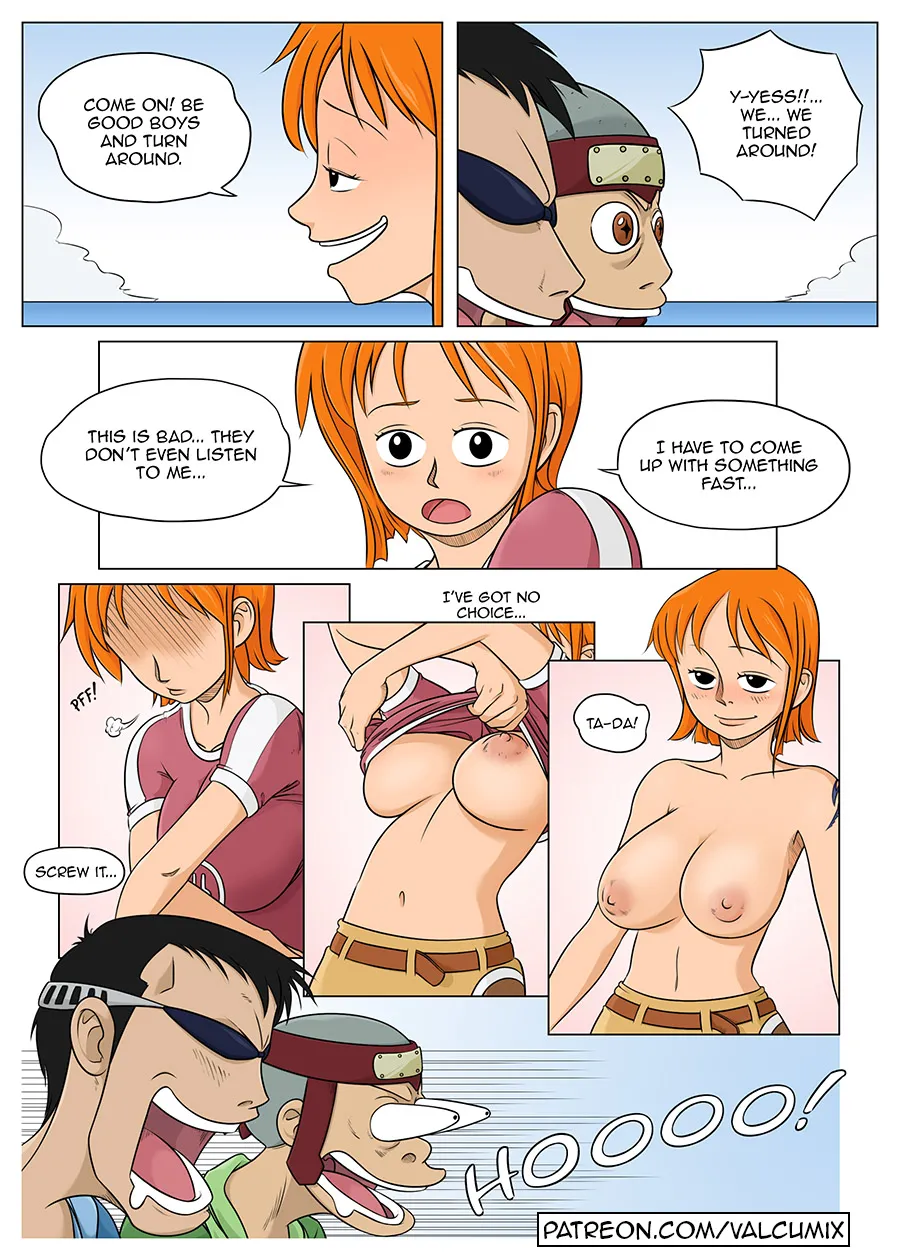 COME ON! BE
GOOD BOYS
AND TURN
AROUND.
Y-YESS!!...
WE... WE
TURNED
AROUND!
THIS IS BAD... THEY
DON'T EVEN LISTEN
TO ME...
I HAVE TO COME
UP WITH SOMETHING
FAST...
PFF!
SCREW IT...
I'VE GOT NO
CHOICE...
TA-DA!
HOOOO!
PATREON.COM/VALCUMIX